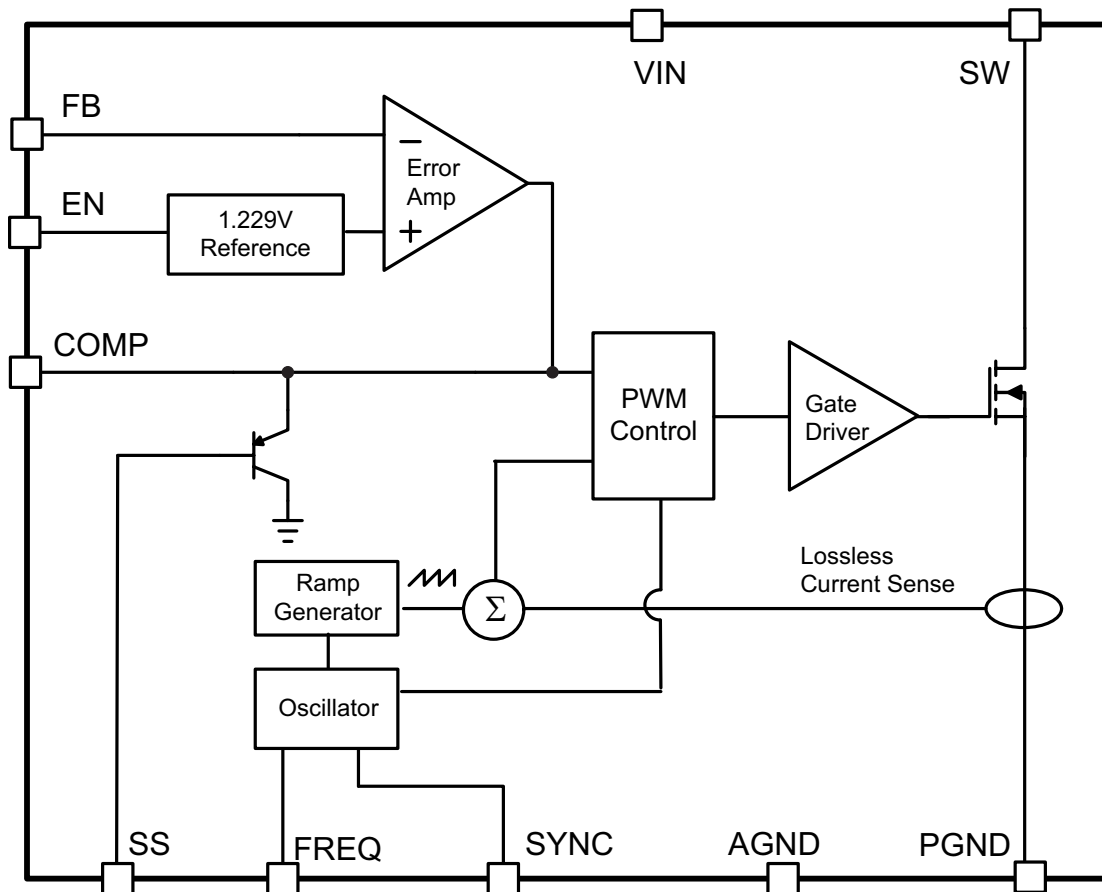 VIN
SW
FB
−
Error
Amp
EN
1.229V
Reference
+
COMP
PWM
Control
Gate
Driver
Lossless
Current Sense
Ramp
Generator
Σ
Oscillator
SS
FREQ
SYNC
AGND
PGND